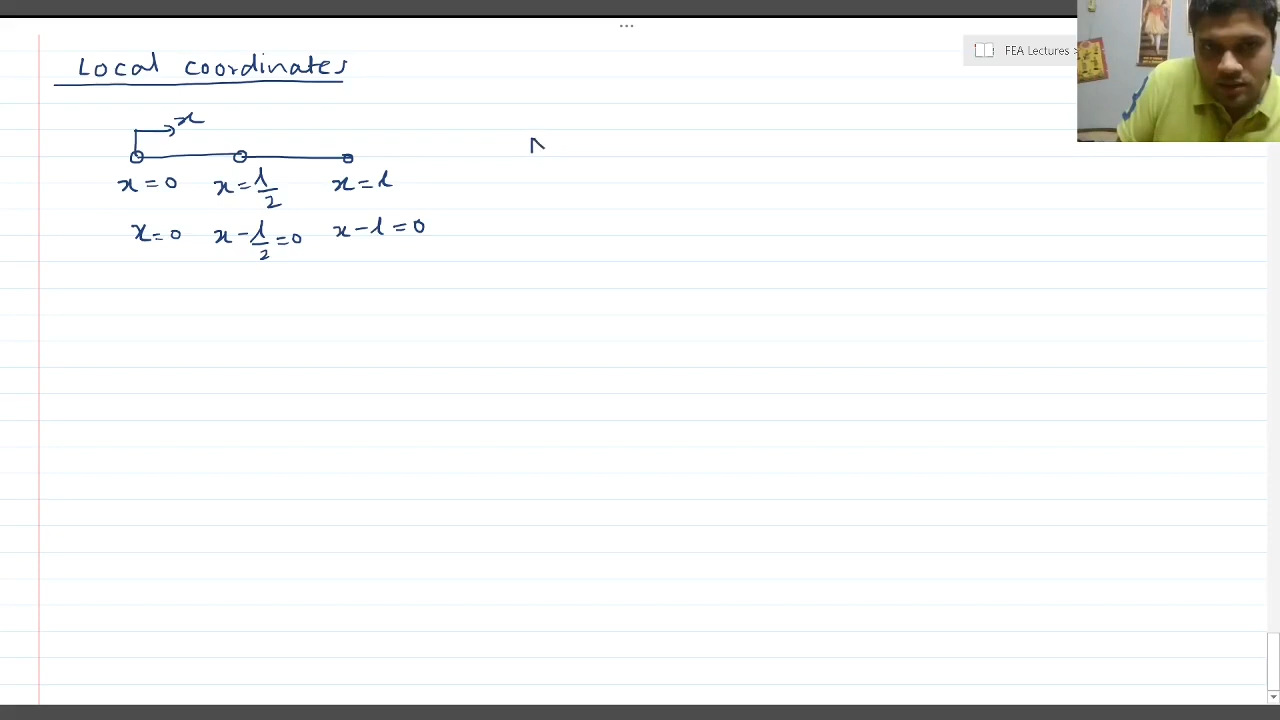 Local coordinates
FEA Lectures >
x
x = 0 x = l/2 x = l
x = 0 x - l/2 = 0 x - l = 0